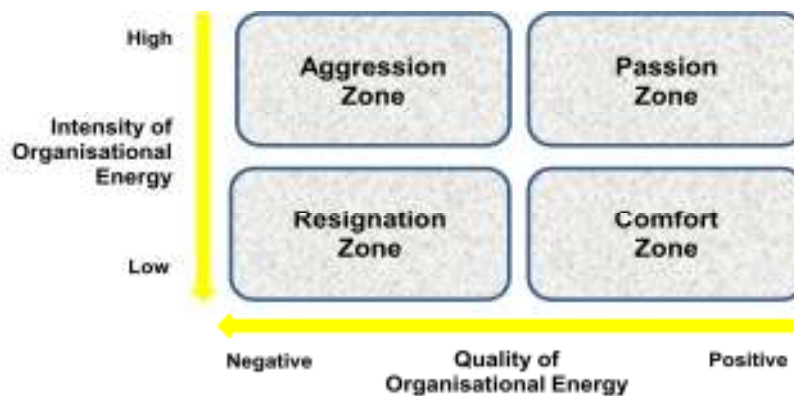 High
Aggression
Zone
Passion
Zone
Intensity of
Organisational
Energy
Resignation
Zone
Comfort
Zone
Low
Negative
Quality of
Organisational Energy
Positive